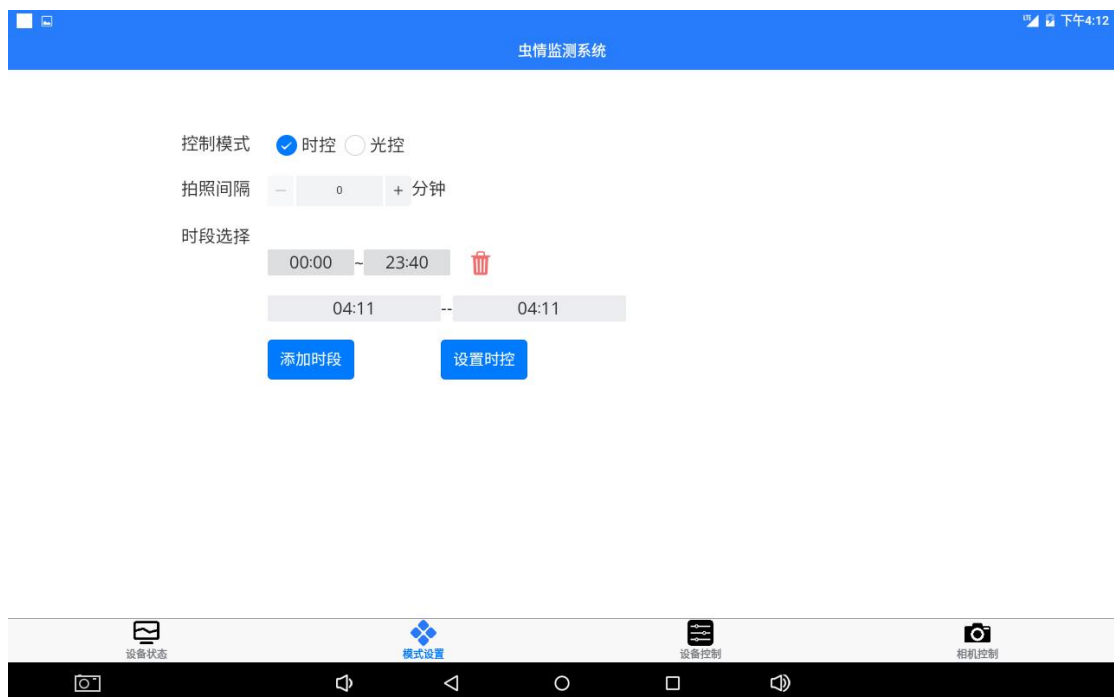 下午4:12
虫情监测系统
控制模式 时控 光控
拍照间隔 － 0 + 分钟
时段选择
00:00 ~ 23:40
04:11 -- 04:11
添加时段 设置时控
设备状态 模式设置 设备控制 相机控制